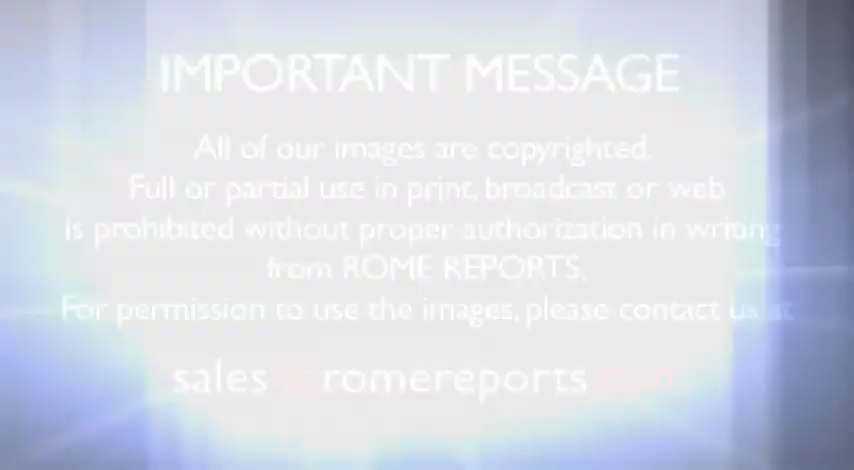 IMPORTANT MESSAGE
All of our images are copyrighted.
Full or partial use in print, broadcast or web
is prohibited without proper authorization in writing
from ROME REPORTS.
For permission to use the images, please contact us at
sales romereports